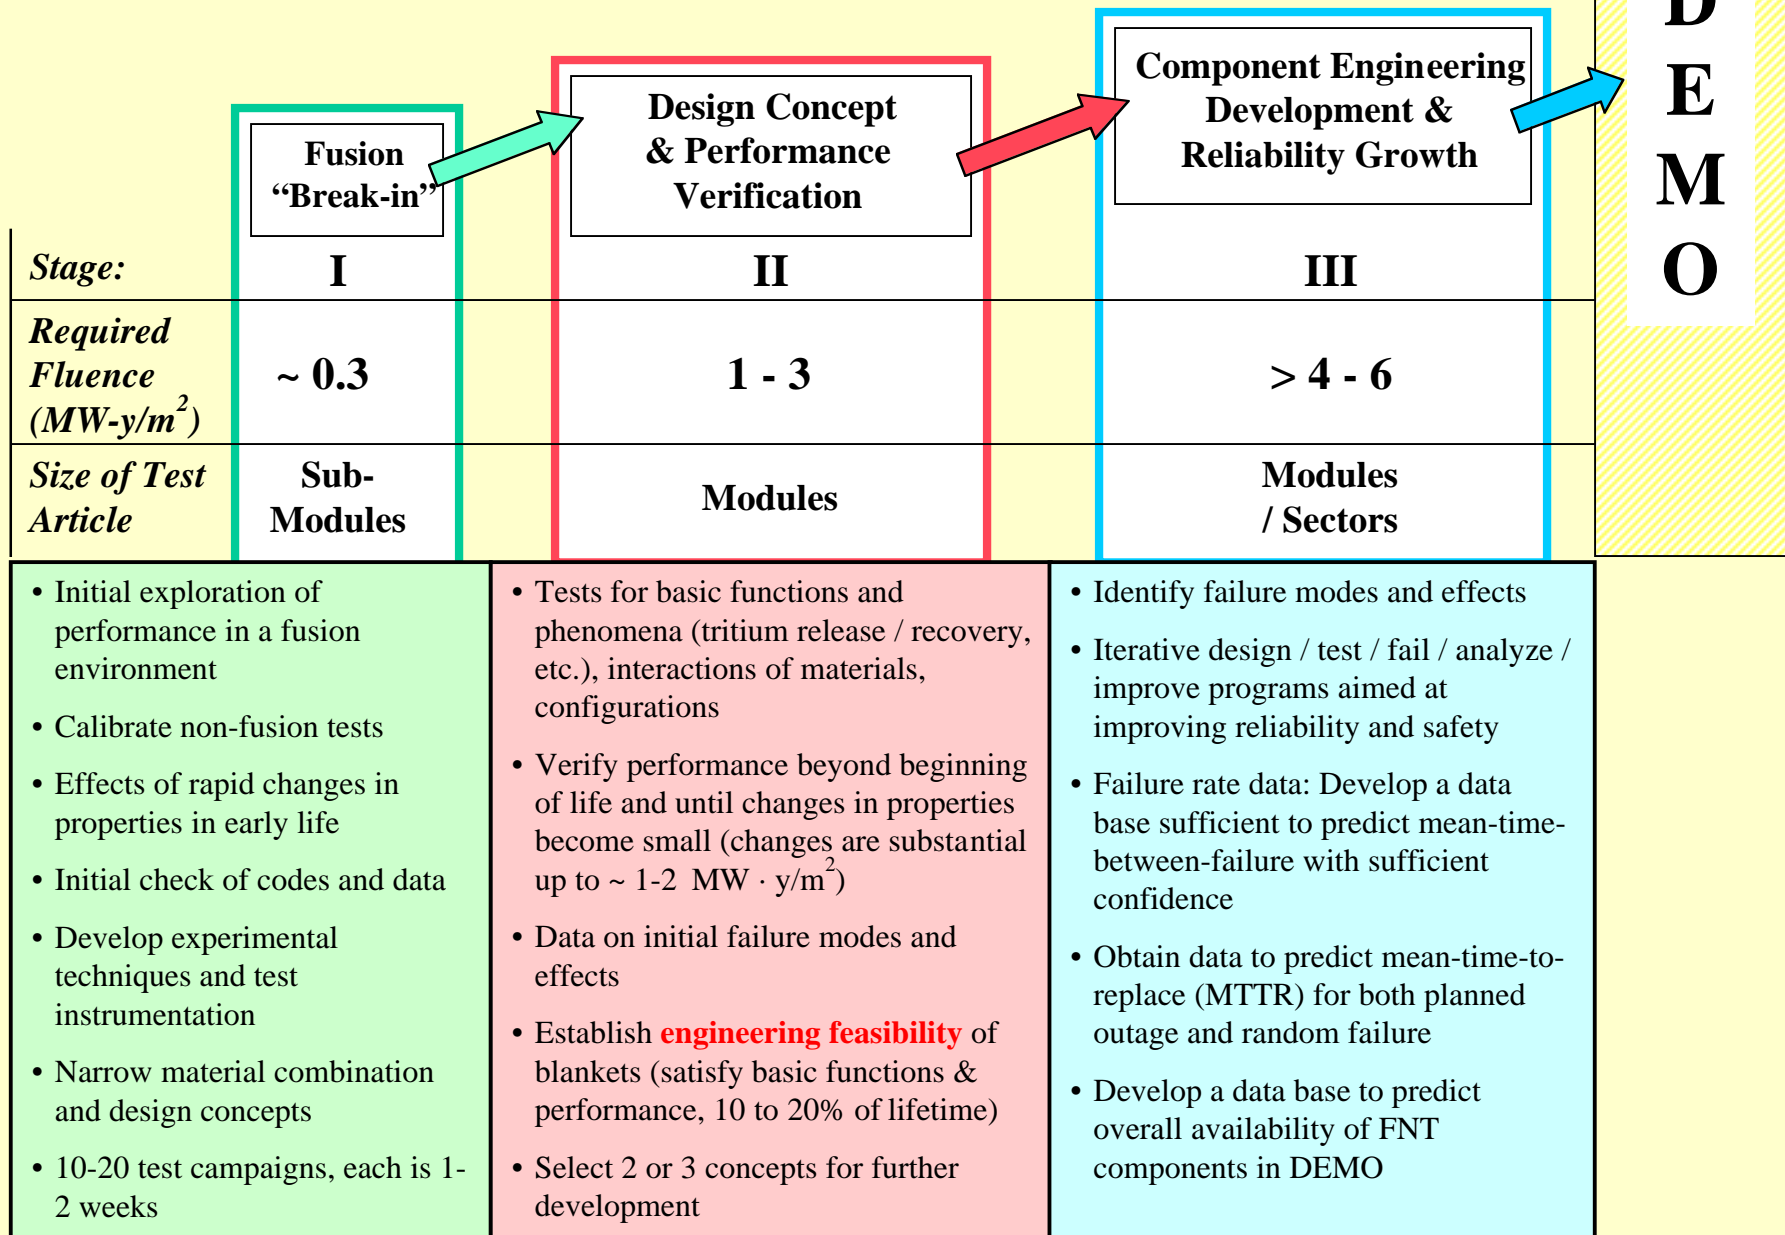 Fusion
“Break-in”
Design Concept
& Performance
Verification
Component Engineering
Development &
Reliability Growth
D
E
M
O
Stage:
I
II
III
Required
Fluence
(MW-y/m²)
~ 0.3
1 - 3
> 4 - 6
Size of Test
Article
Sub-
Modules
Modules
Modules
/ Sectors
• Initial exploration of
performance in a fusion
environment
• Calibrate non-fusion tests
• Effects of rapid changes in
properties in early life
• Initial check of codes and data
• Develop experimental
techniques and test
instrumentation
• Narrow material combination
and design concepts
• 10-20 test campaigns, each is 1-
2 weeks
• Tests for basic functions and
phenomena (tritium release / recovery,
etc.), interactions of materials,
configurations
• Verify performance beyond beginning
of life and until changes in properties
become small (changes are substantial
up to ~ 1-2 MW · y/m²)
• Data on initial failure modes and
effects
• Establish engineering feasibility of
blankets (satisfy basic functions &
performance, 10 to 20% of lifetime)
• Select 2 or 3 concepts for further
development
• Identify failure modes and effects
• Iterative design / test / fail / analyze /
improve programs aimed at
improving reliability and safety
• Failure rate data: Develop a data
base sufficient to predict mean-time-
between-failure with sufficient
confidence
• Obtain data to predict mean-time-to-
replace (MTTR) for both planned
outage and random failure
• Develop a data base to predict
overall availability of FNT
components in DEMO